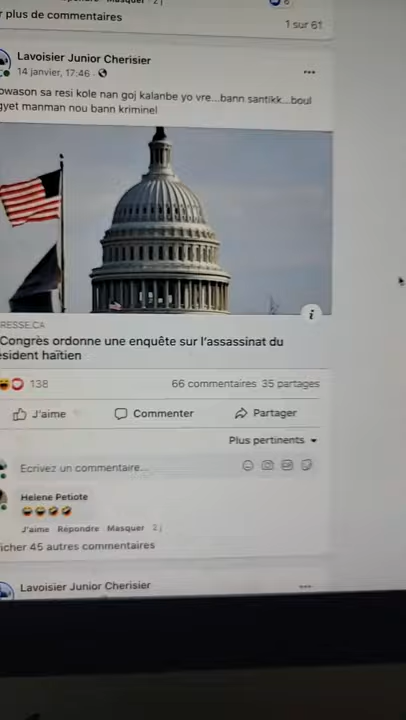 r plus de commentaires
1 sur 61
Lavoisier Junior Cherisier
14 janvier, 17:46
owason sa resi kole nan goj kalanbe yo vre...bann santikk...boul
gyet manman nou bann kriminel
RESSE.CA
Congrès ordonne une enquête sur l'assassinat du
ésident haïtien
138
66 commentaires 35 partages
J'aime
Commenter
Partager
Plus pertinents
Ecrivez un commentaire...
Helene Petiote
J'aime Répondre Masquer 2 j
icher 45 autres commentaires
Lavoisier Junior Cherisier